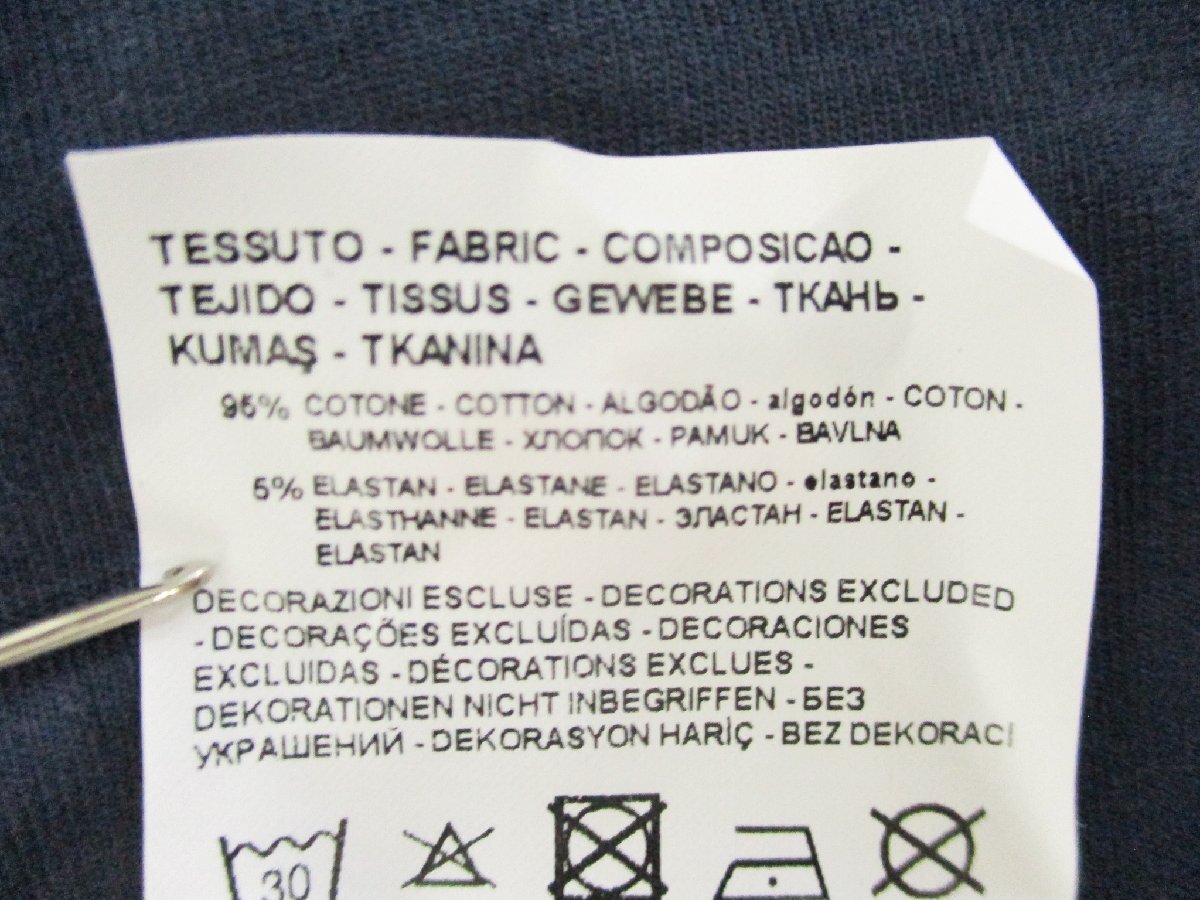 TESSUTO - FABRIC - COMPOSICAO -
TEJIDO - TISSUS - GEWEBE - ТКАНЬ -
KUMAŞ - TKANINA
95% COTONE - COTTON - ALGODÃO - algodón - COTON -
BAUMWOLLE - ХЛОПОК - PAMUK - BAVLNA
5% ELASTAN - ELASTANE - ELASTANO - elastano -
ELASTHANNE - ELASTAN - ЭЛАСТАН - ELASTAN -
ELASTAN
DECORAZIONI ESCLUSE - DECORATIONS EXCLUDED
- DECORAÇÕES EXCLUÍDAS - DECORACIONES
EXCLUIDAS - DÉCORATIONS EXCLUES -
DEKORATIONEN NICHT INBEGRIFFEN - БЕЗ
УКРАШЕНИЙ - DEKORASYON HARİÇ - BEZ DEKORACI
30